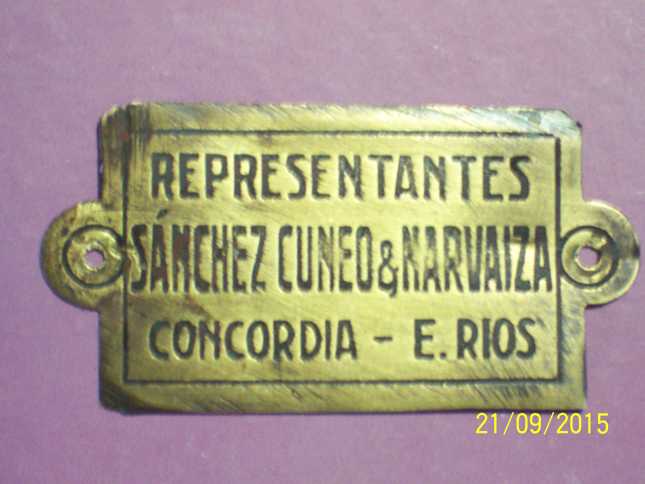 REPRESENTANTES
SÁNCHEZ CUNEO & NARVAIZA
CONCORDIA - E. RIOS
21/09/2015